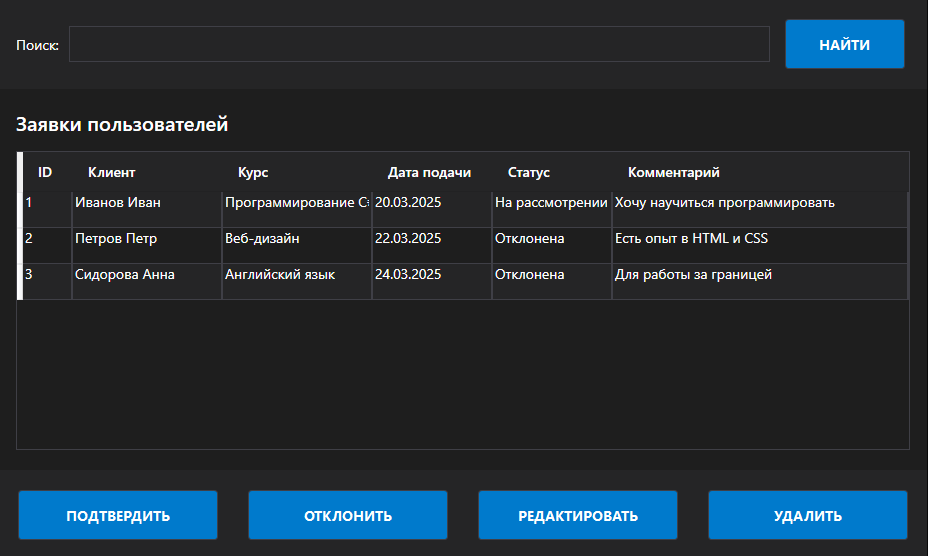 Поиск: НАЙТИ
Заявки пользователей
ID Клиент Курс Дата подачи Статус Комментарий
1 Иванов Иван Программирование C 20.03.2025 На рассмотрении Хочу научиться программировать
2 Петров Петр Веб-дизайн 22.03.2025 Отклонена Есть опыт в HTML и CSS
3 Сидорова Анна Английский язык 24.03.2025 Отклонена Для работы за границей
ПОДТВЕРДИТЬ ОТКЛОНИТЬ РЕДАКТИРОВАТЬ УДАЛИТЬ